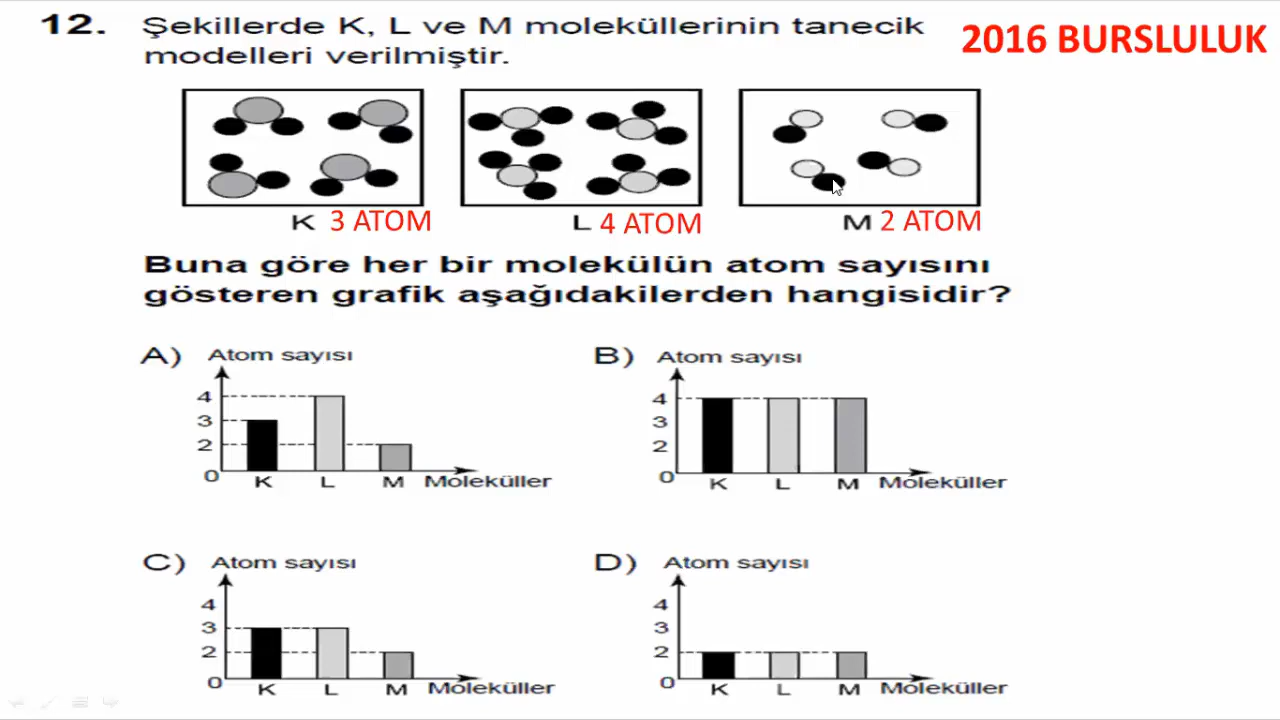 12. Şekillerde K, L ve M moleküllerinin tanecik
modelleri verilmiştir.
2016 BURSLULUK
K 3 ATOM
L 4 ATOM
M 2 ATOM
Buna göre her bir molekülün atom sayısını
gösteren grafik aşağıdakilerden hangisidir?
A) Atom sayısı
4
3
2
0
K L M Moleküller
B) Atom sayısı
4
3
2
0
K L M Moleküller
C) Atom sayısı
4
3
2
0
K L M Moleküller
D) Atom sayısı
4
3
2
0
K L M Moleküller